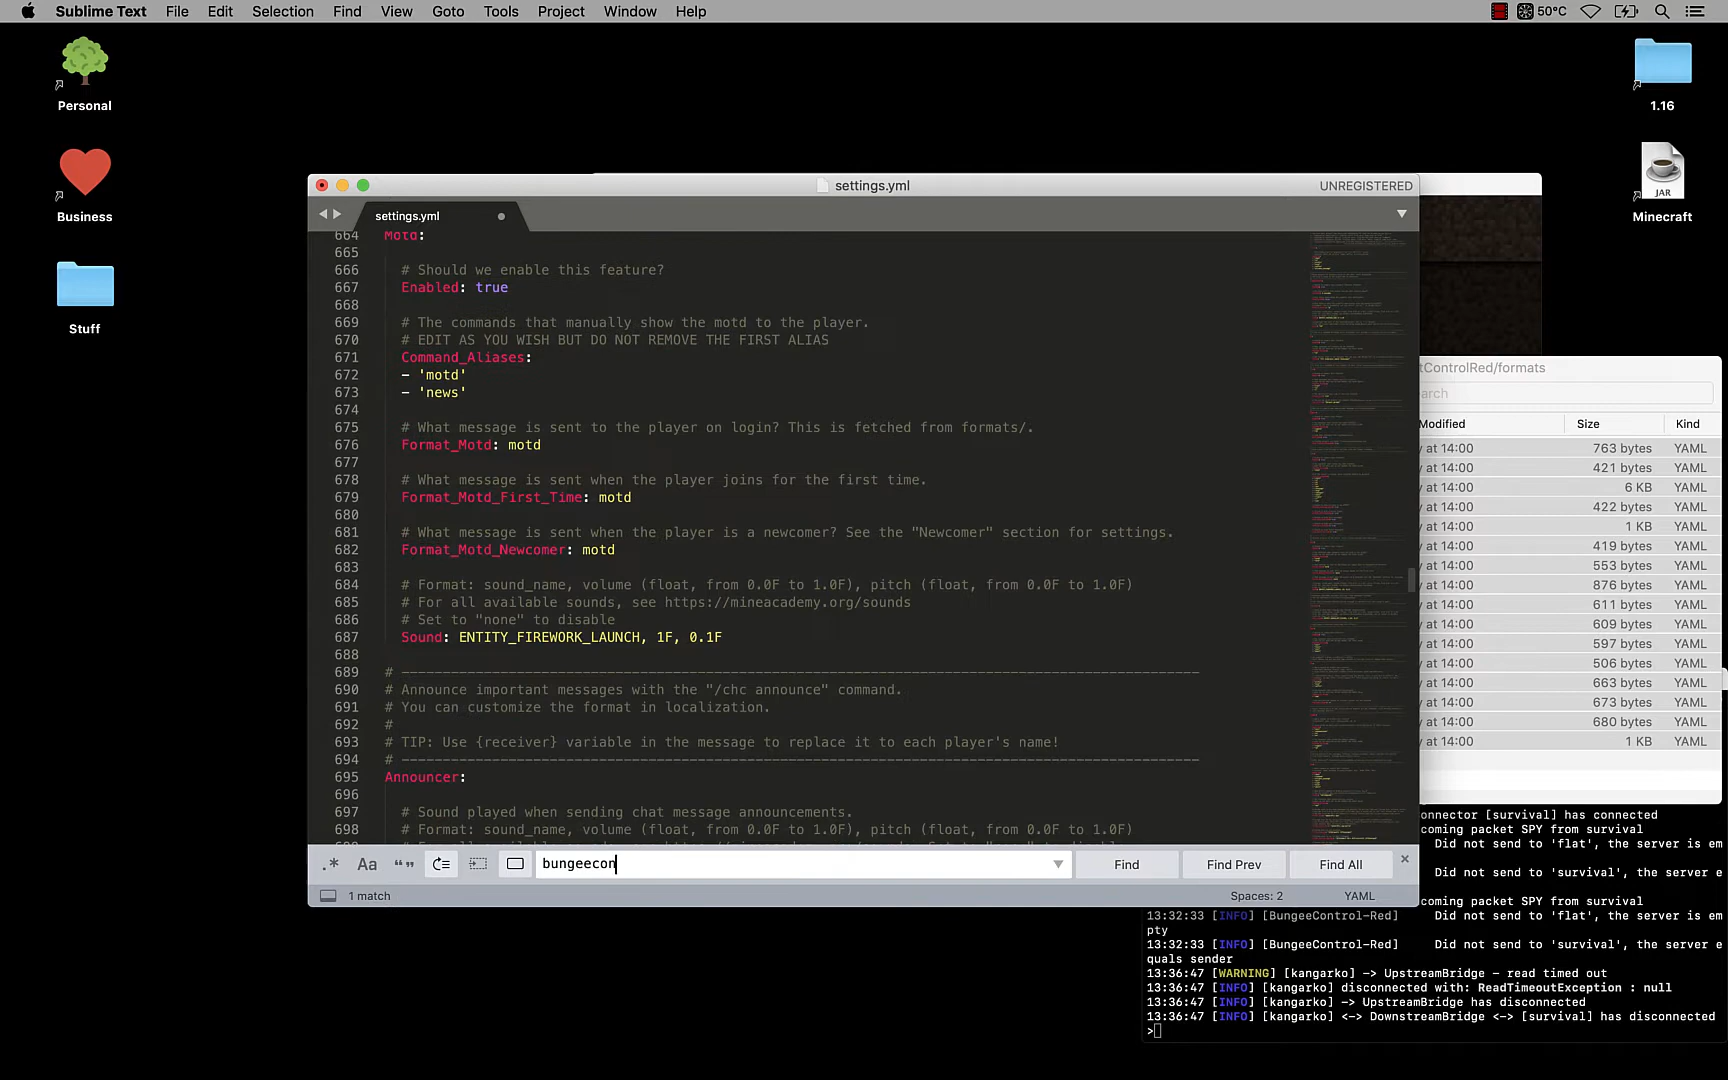 Sublime Text File Edit Selection Find View Goto Tools Project Window Help 50°C
Personal
Business
Stuff
1.16
JAR
Minecraft
settings.yml
UNREGISTERED
settings.yml
664 Motd:
665
666 # Should we enable this feature?
667 Enabled: true
668
669 # The commands that manually show the motd to the player.
670 # EDIT AS YOU WISH BUT DO NOT REMOVE THE FIRST ALIAS
671 Command_Aliases:
672 - 'motd'
673 - 'news'
674
675 # What message is sent to the player on login? This is fetched from formats/.
676 Format_Motd: motd
677
678 # What message is sent when the player joins for the first time.
679 Format_Motd_First_Time: motd
680
681 # What message is sent when the player is a newcomer? See the "Newcomer" section for settings.
682 Format_Motd_Newcomer: motd
683
684 # Format: sound_name, volume (float, from 0.0F to 1.0F), pitch (float, from 0.0F to 1.0F)
685 # For all available sounds, see https://mineacademy.org/sounds
686 # Set to "none" to disable
687 Sound: ENTITY_FIREWORK_LAUNCH, 1F, 0.1F
688
689 # ------------------------------------------------------------------------------------------------
690 # Announce important messages with the "/chc announce" command.
691 # You can customize the format in localization.
692 #
693 # TIP: Use {receiver} variable in the message to replace it to each player's name!
694 # ------------------------------------------------------------------------------------------------
695 Announcer:
696
697 # Sound played when sending chat message announcements.
698 # Format: sound_name, volume (float, from 0.0F to 1.0F), pitch (float, from 0.0F to 1.0F)
.* Aa “” bungeecon Find Find Prev Find All
1 match
Spaces: 2 YAML
tControlRed/formats
arch
Modified Size Kind
y at 14:00 763 bytes YAML
y at 14:00 421 bytes YAML
y at 14:00 6 KB YAML
y at 14:00 422 bytes YAML
y at 14:00 1 KB YAML
y at 14:00 419 bytes YAML
y at 14:00 553 bytes YAML
y at 14:00 876 bytes YAML
y at 14:00 611 bytes YAML
y at 14:00 609 bytes YAML
y at 14:00 597 bytes YAML
y at 14:00 506 bytes YAML
y at 14:00 663 bytes YAML
y at 14:00 673 bytes YAML
y at 14:00 680 bytes YAML
y at 14:00 1 KB YAML
onnector [survival] has connected
coming packet SPY from survival
Did not send to 'flat', the server is em
Did not send to 'survival', the server e
coming packet SPY from survival
13:32:33 [INFO] [BungeeControl-Red] Did not send to 'flat', the server is em
pty
13:32:33 [INFO] [BungeeControl-Red] Did not send to 'survival', the server e
quals sender
13:36:47 [WARNING] [kangarko] -> UpstreamBridge - read timed out
13:36:47 [INFO] [kangarko] disconnected with: ReadTimeoutException : null
13:36:47 [INFO] [kangarko] -> UpstreamBridge has disconnected
13:36:47 [INFO] [kangarko] <-> DownstreamBridge <-> [survival] has disconnected
>